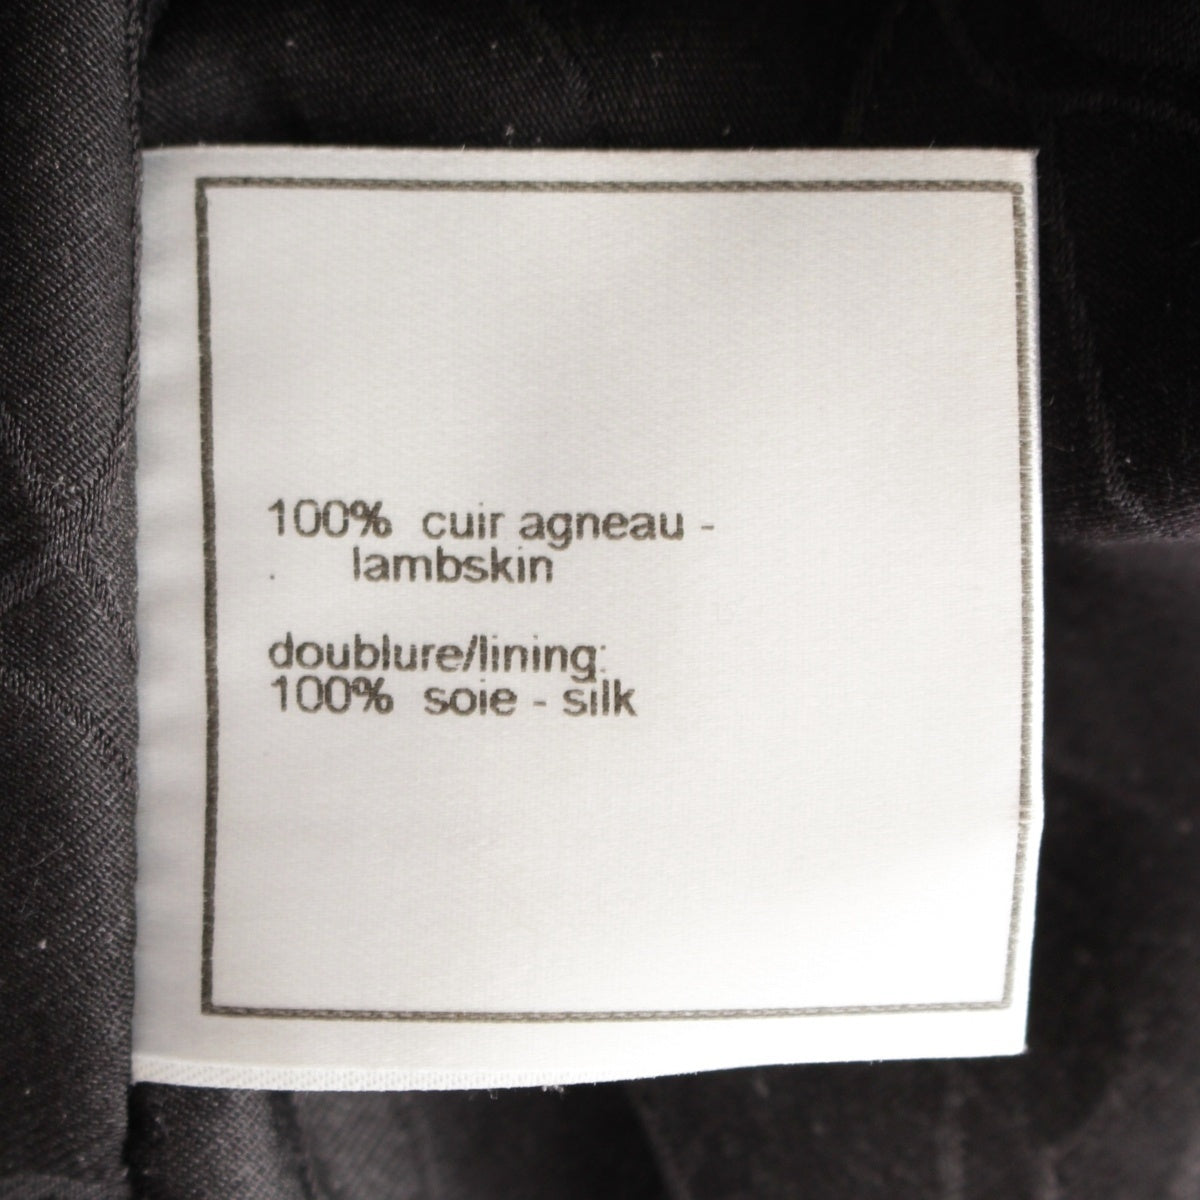 100% cuir agneau -
lambskin
doublure/lining:
100% soie - silk